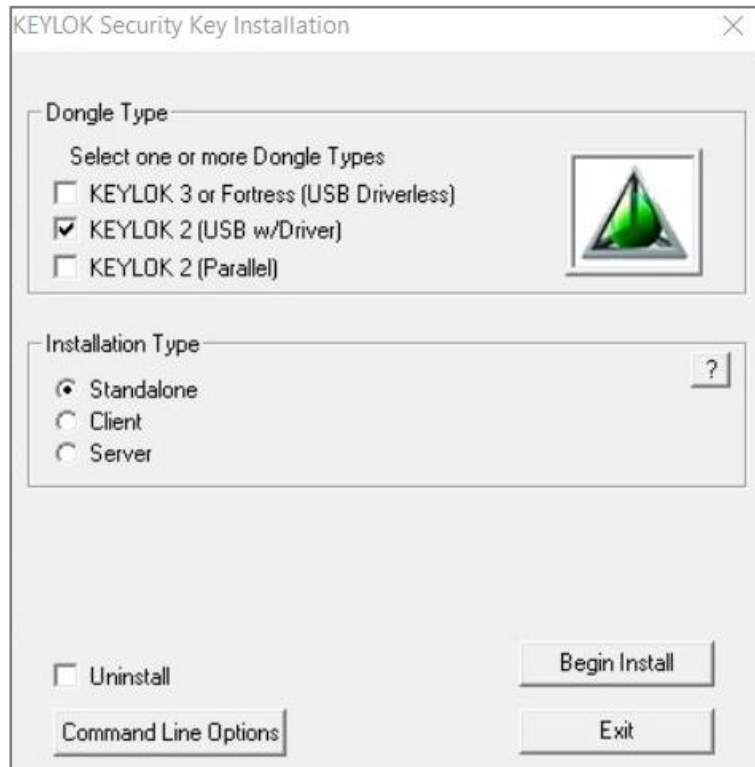 KEYLOK Security Key Installation
Dongle Type
Select one or more Dongle Types
KEYLOK 3 or Fortress (USB Driverless)
KEYLOK 2 (USB w/Driver)
KEYLOK 2 (Parallel)
Installation Type
?
Standalone
Client
Server
Uninstall
Begin Install
Command Line Options
Exit